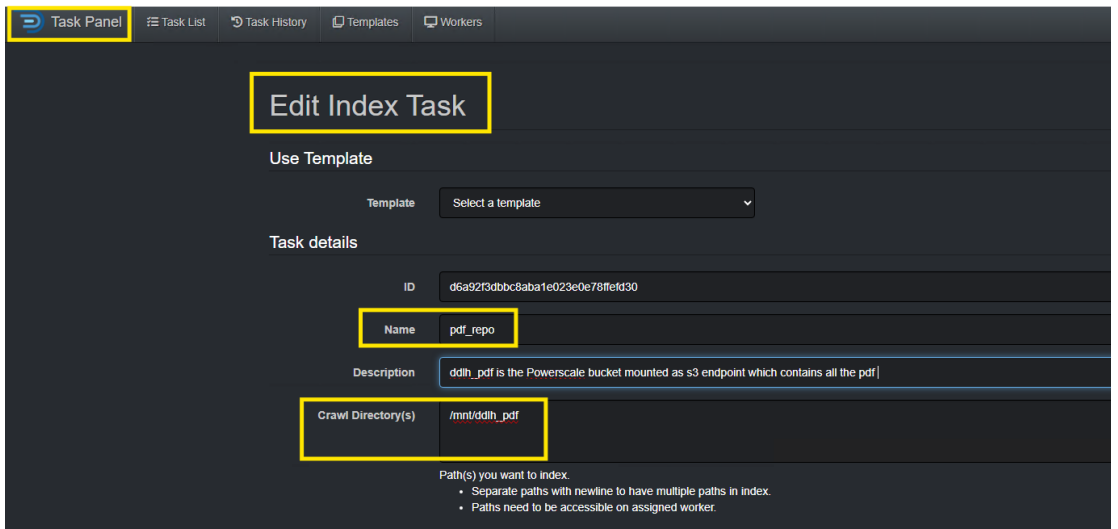 Task Panel Task List Task History Templates Workers
Edit Index Task
Use Template
Template Select a template
Task details
ID d6a92f3dbbc8aba1e023e0e78ffefd30
Name pdf_repo
Description ddlh_pdf is the Powerscale bucket mounted as s3 endpoint which contains all the pdf
Crawl Directory(s) /mnt/ddlh_pdf
Path(s) you want to index.
• Separate paths with newline to have multiple paths in index.
• Paths need to be accessible on assigned worker.